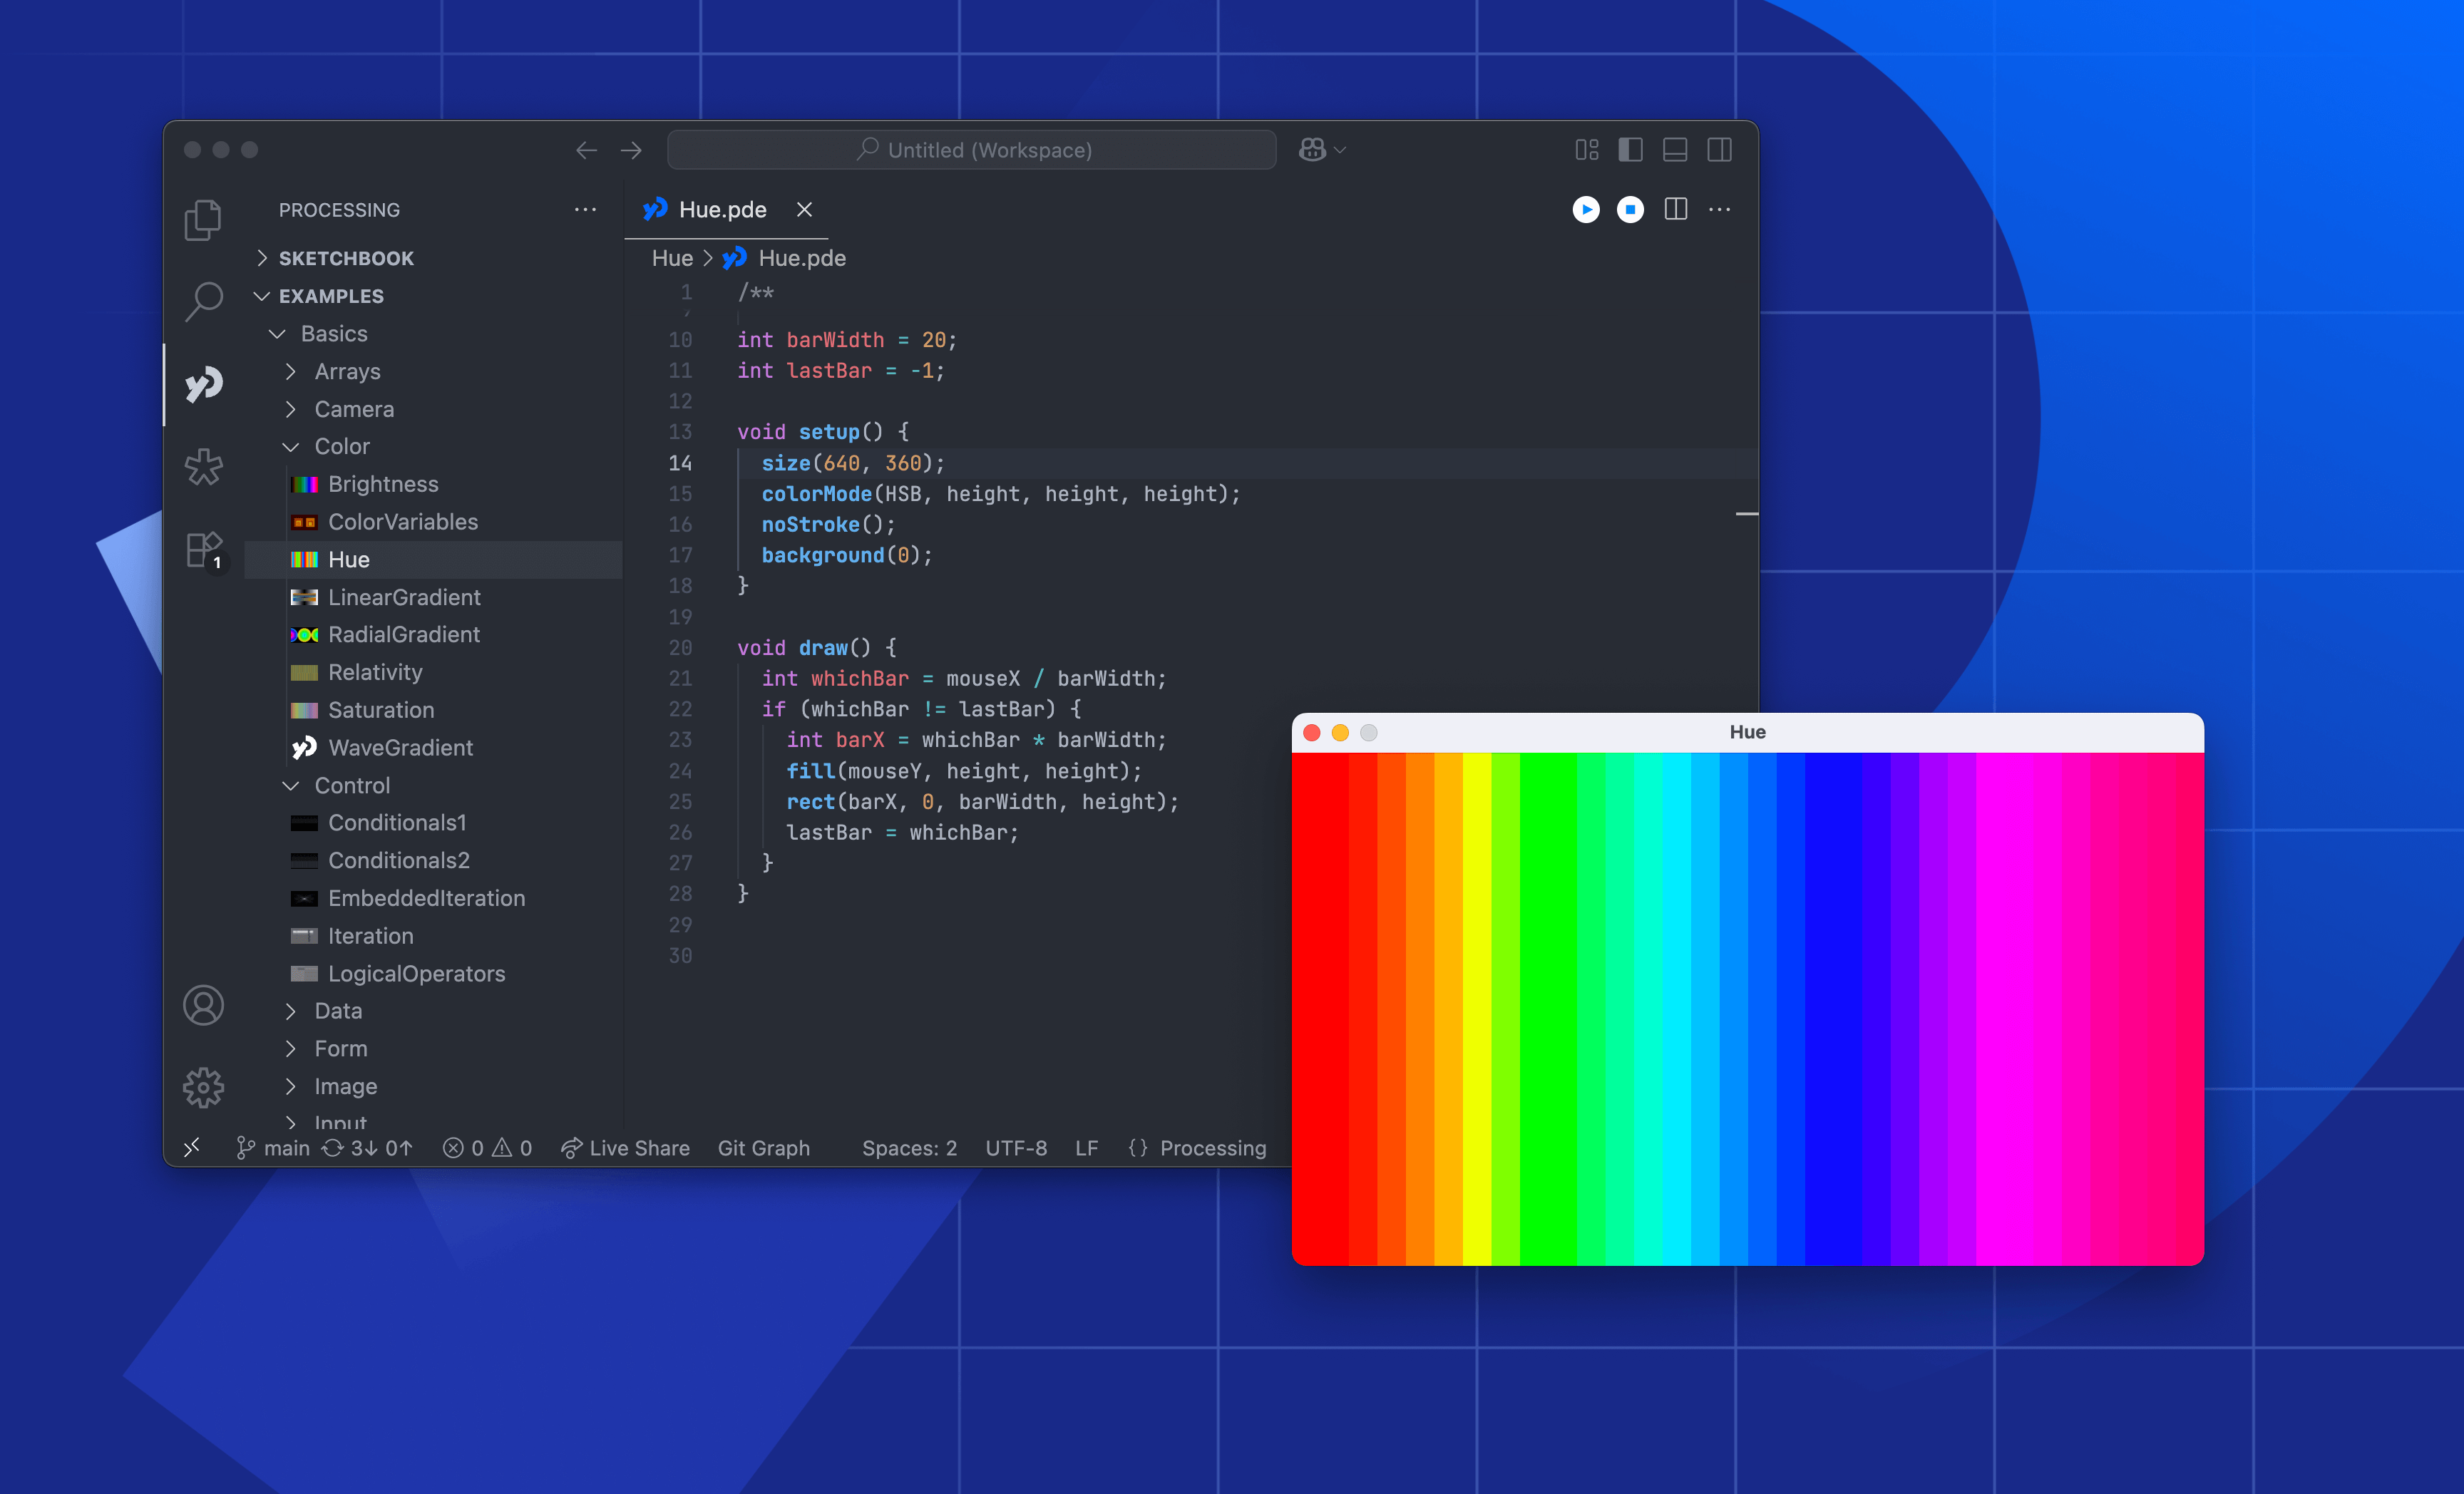 Untitled (Workspace)
PROCESSING
SKETCHBOOK
EXAMPLES
Basics
Arrays
Camera
Color
Brightness
ColorVariables
Hue
LinearGradient
RadialGradient
Relativity
Saturation
WaveGradient
Control
Conditionals1
Conditionals2
EmbeddedIteration
Iteration
LogicalOperators
Data
Form
Image
Input
1
Hue.pde
Hue > Hue.pde
1 /**
10 int barWidth = 20;
11 int lastBar = -1;
12
13 void setup() {
14 size(640, 360);
15 colorMode(HSB, height, height, height);
16 noStroke();
17 background(0);
18 }
19
20 void draw() {
21 int whichBar = mouseX / barWidth;
22 if (whichBar != lastBar) {
23 int barX = whichBar * barWidth;
24 fill(mouseY, height, height);
25 rect(barX, 0, barWidth, height);
26 lastBar = whichBar;
27 }
28 }
29
30
Hue
main 3↓ 0↑ 0 0 Live Share Git Graph Spaces: 2 UTF-8 LF {} Processing